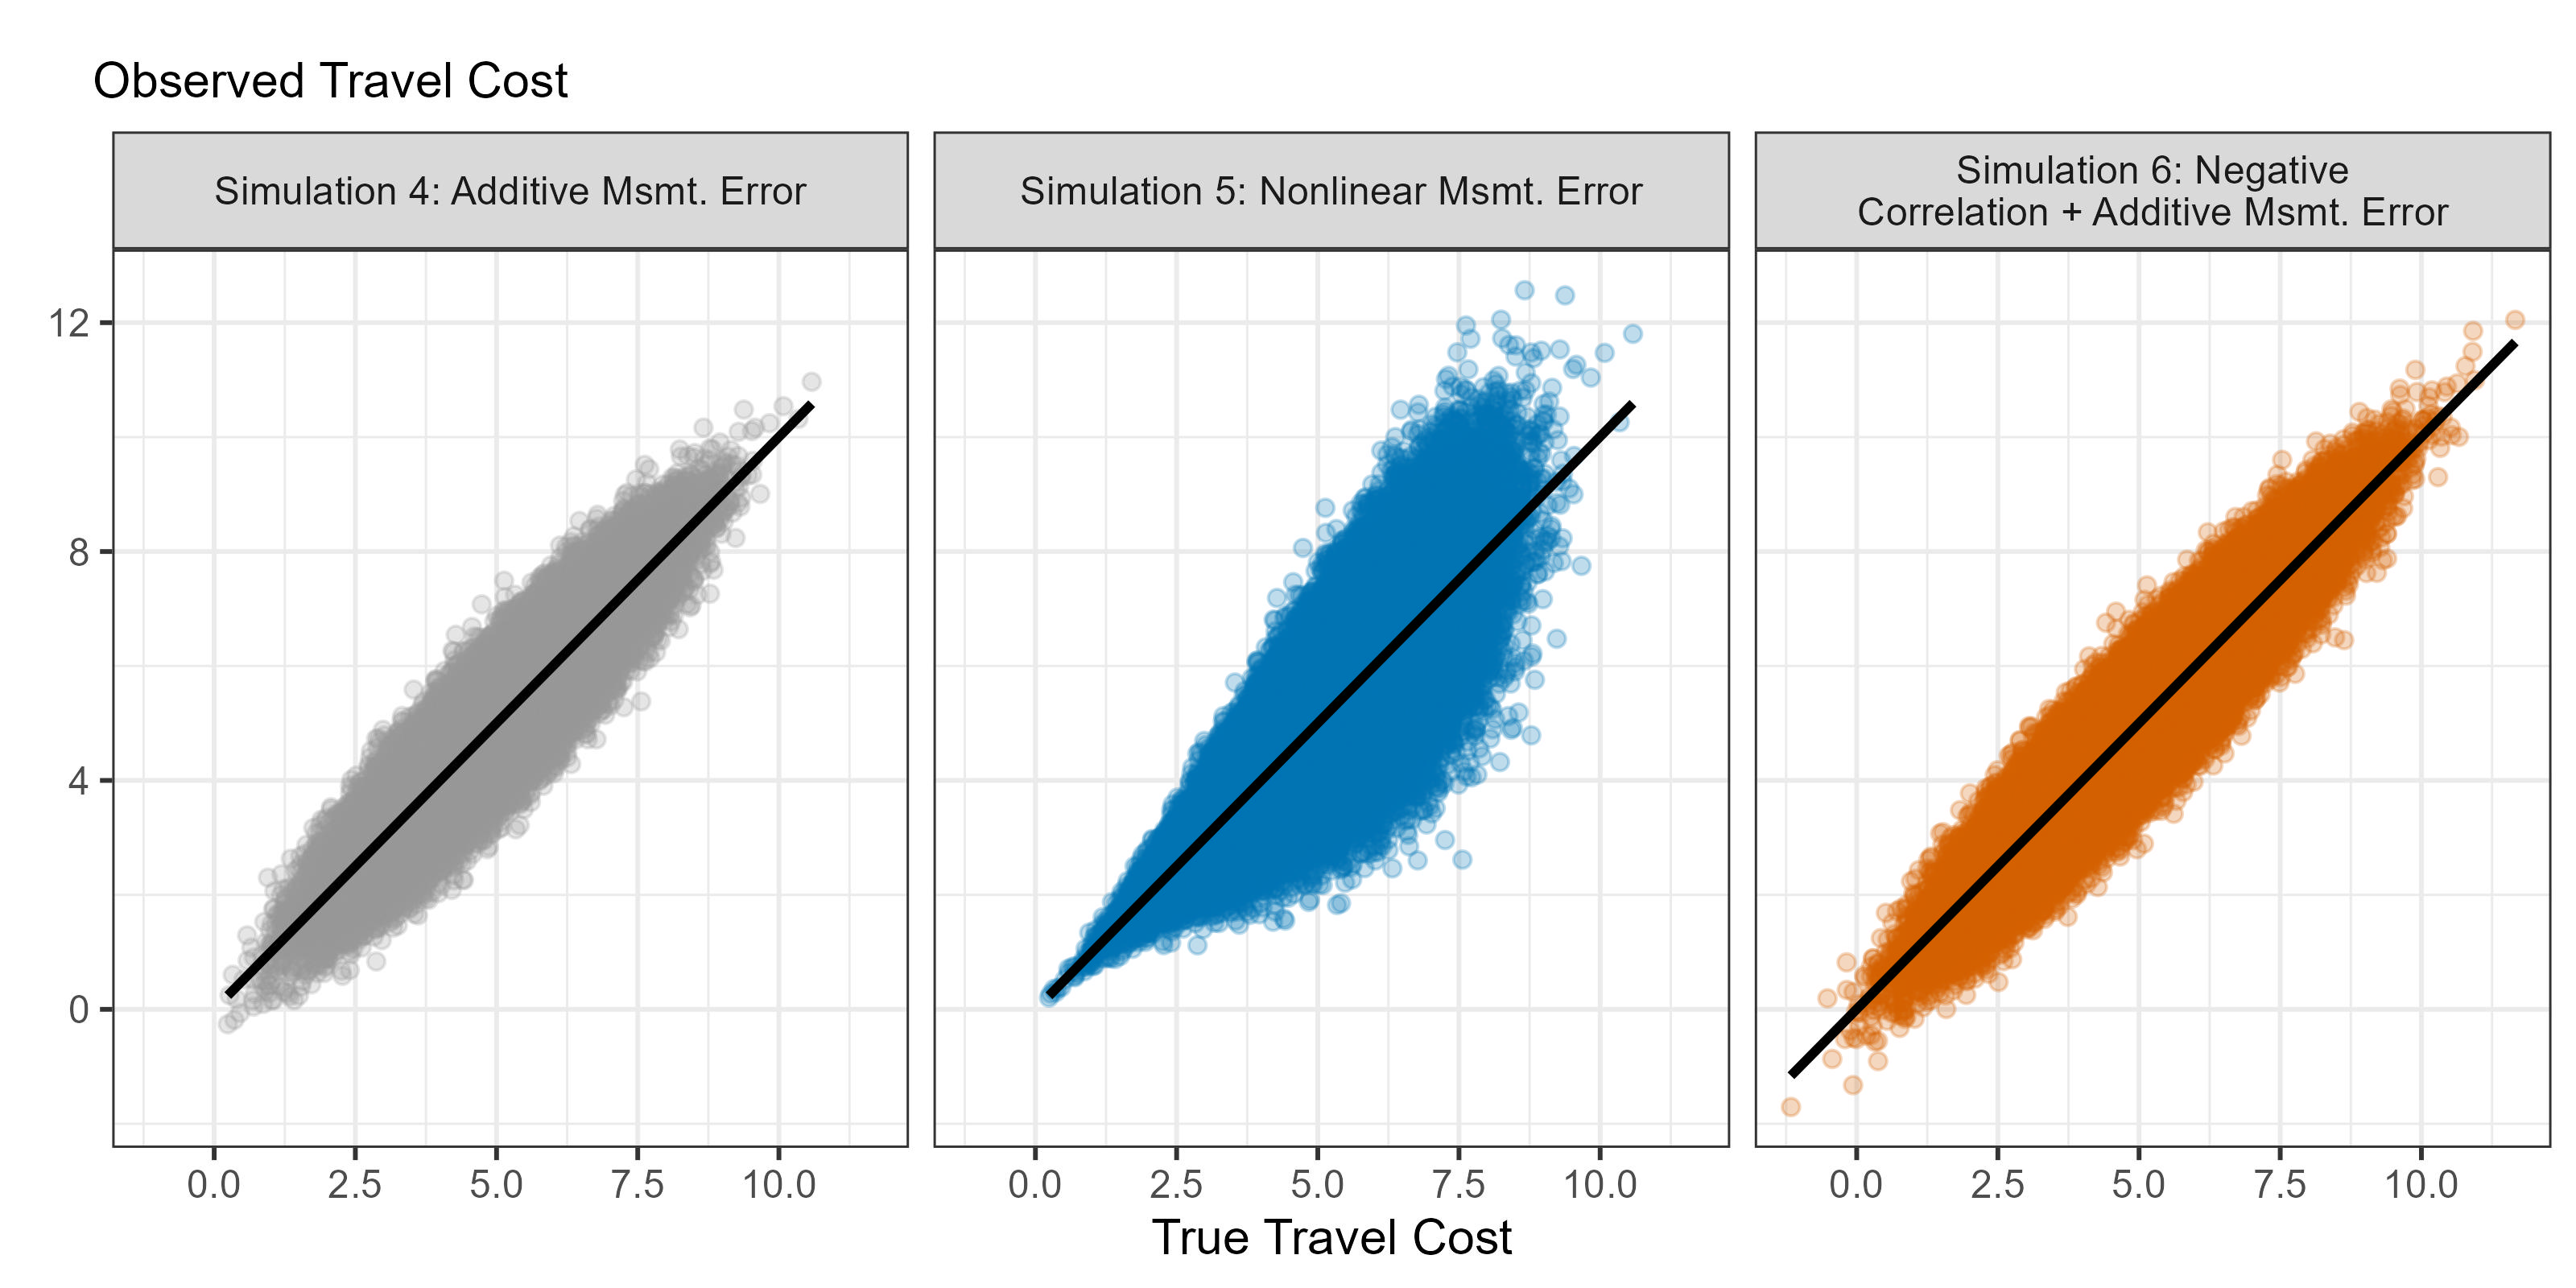 Observed Travel Cost
Simulation 4: Additive Msmt. Error
Simulation 5: Nonlinear Msmt. Error
Simulation 6: Negative
Correlation + Additive Msmt. Error
12
8
4
0
0.0 2.5 5.0 7.5 10.0
0.0 2.5 5.0 7.5 10.0
0.0 2.5 5.0 7.5 10.0
True Travel Cost